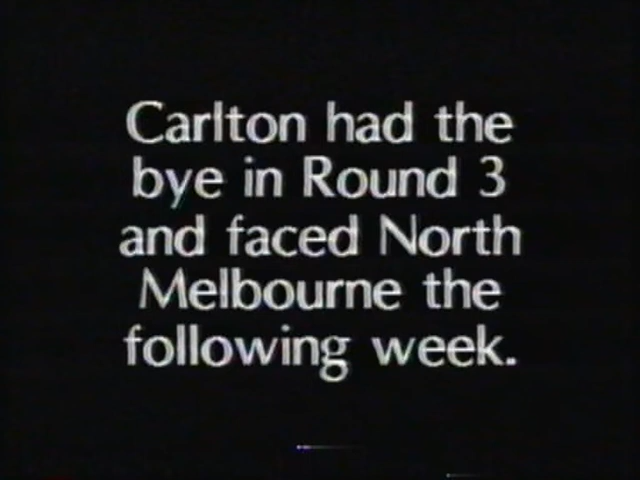 Carlton had the
bye in Round 3
and faced North
Melbourne the
following week.